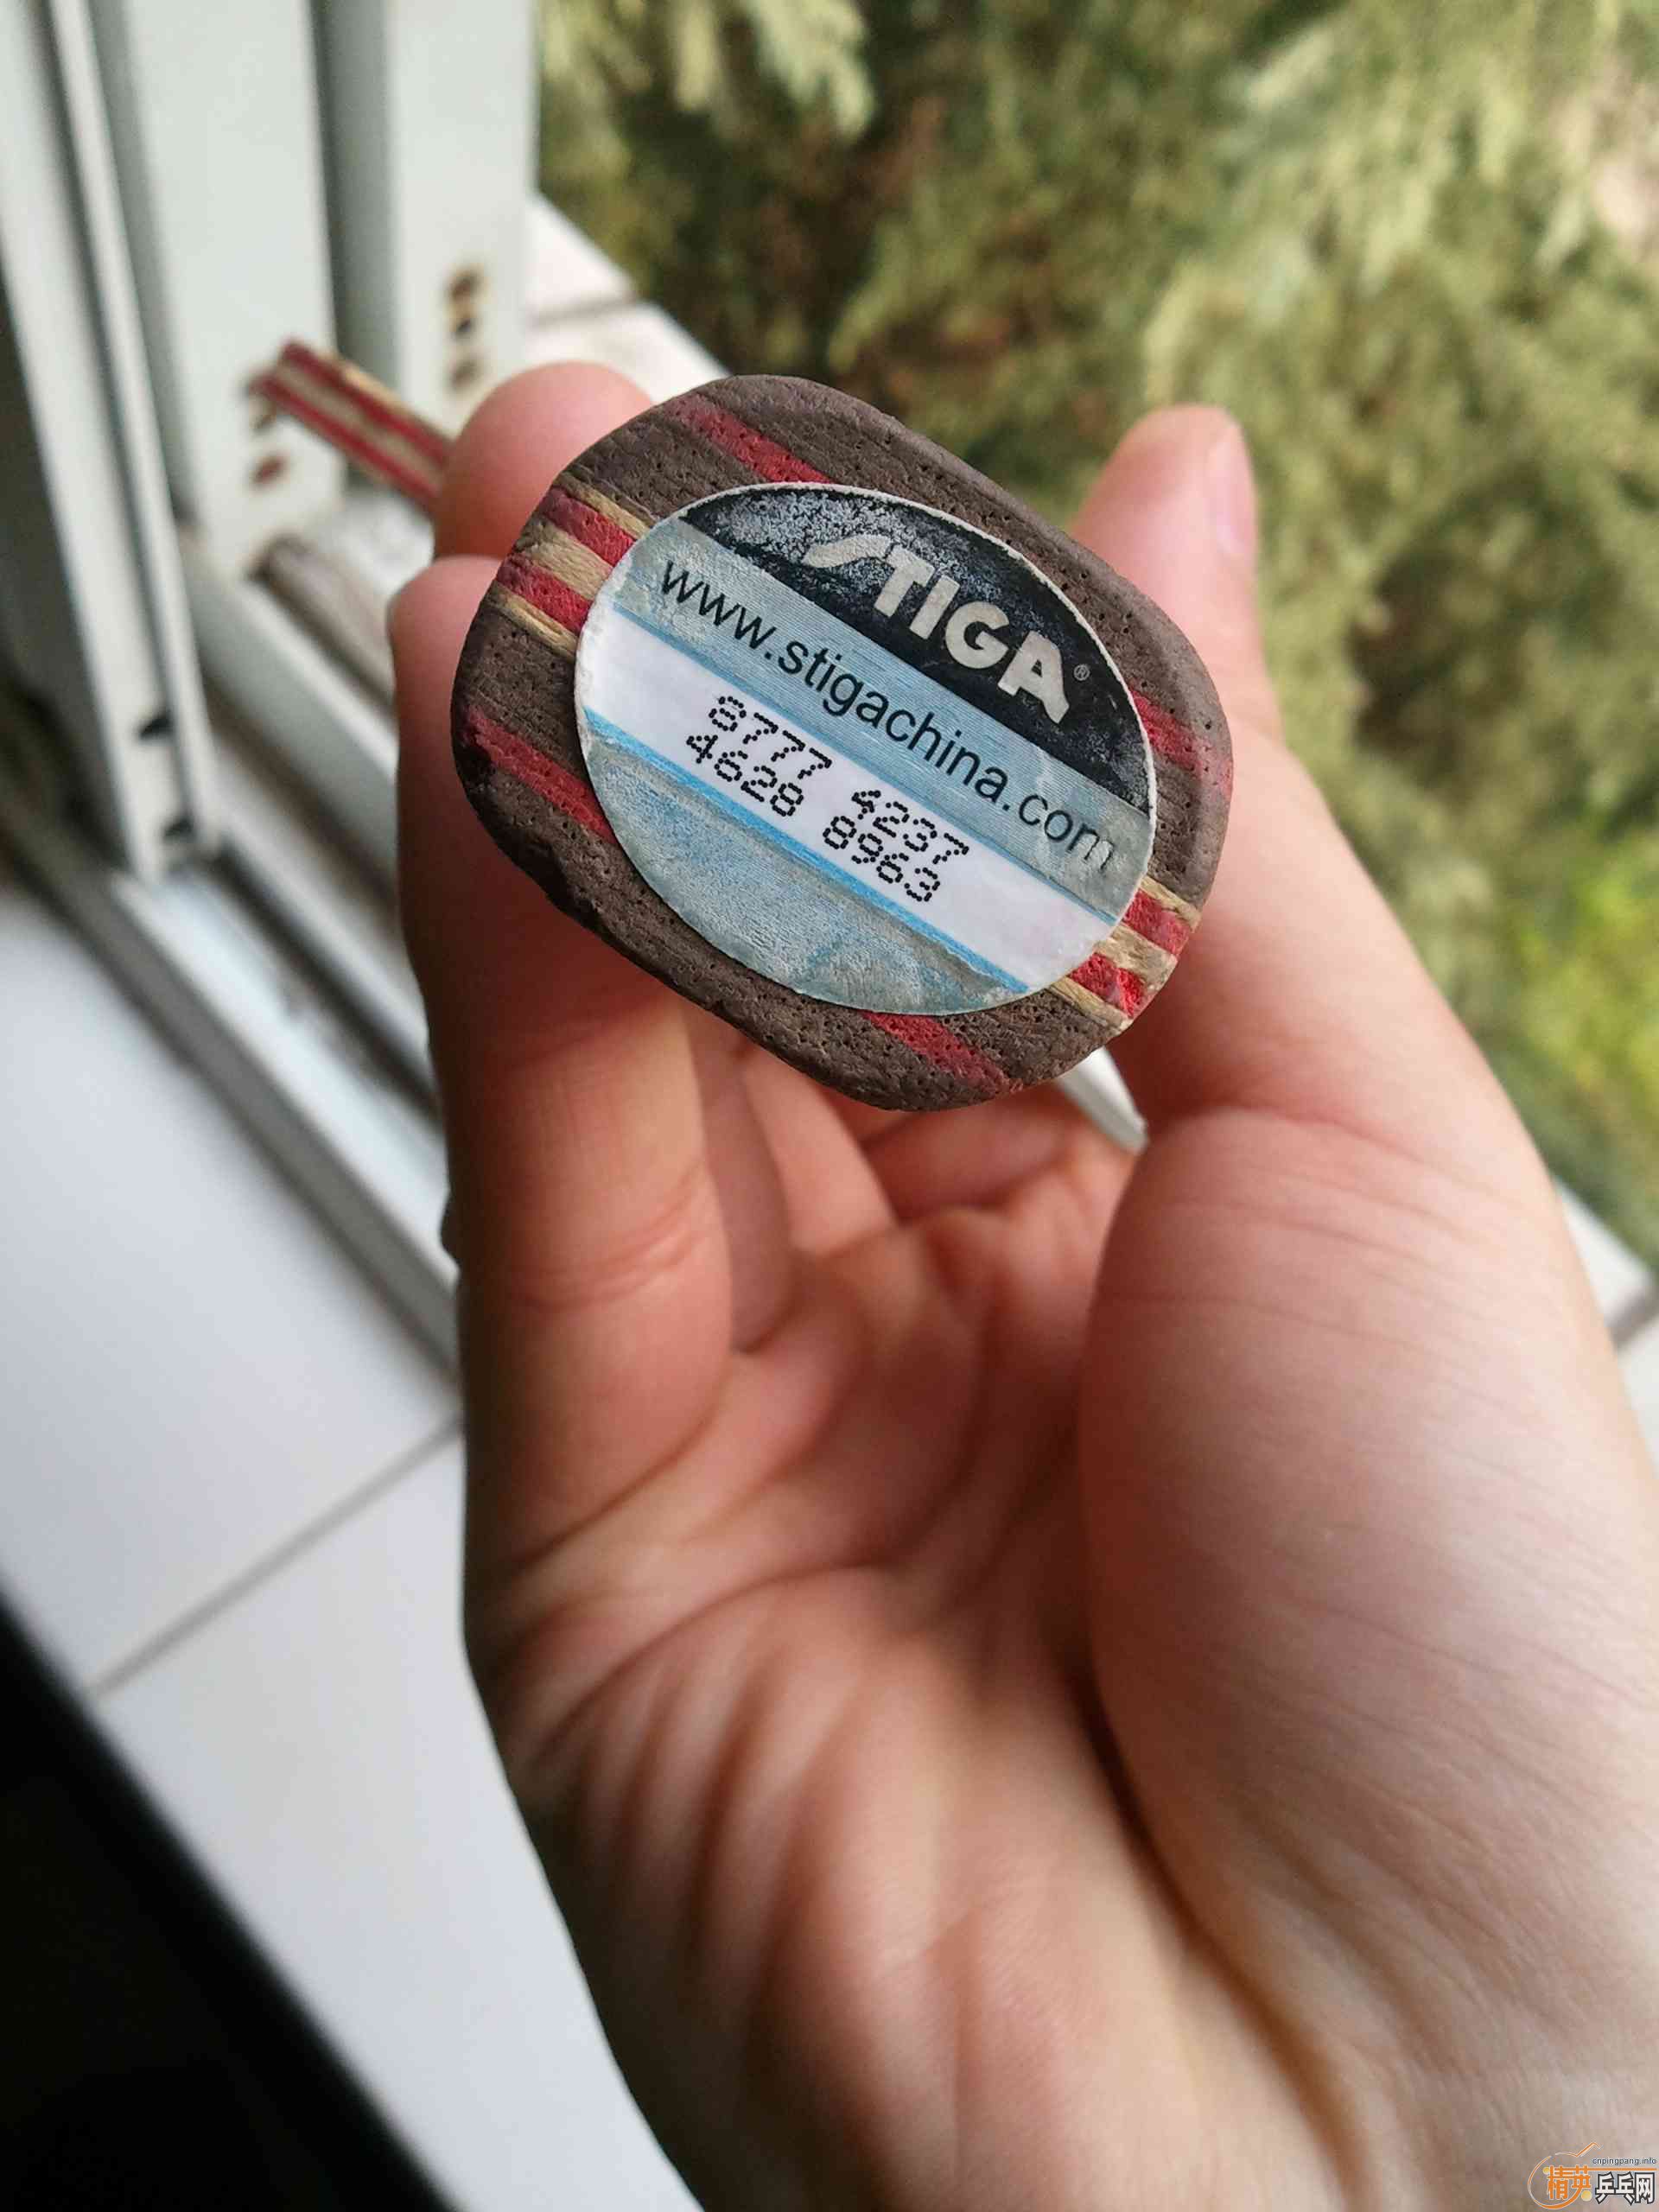 STIGA®
www.stigachina.com
8777 4237
4628 8963
cnpingpang.info
精英乒乓网